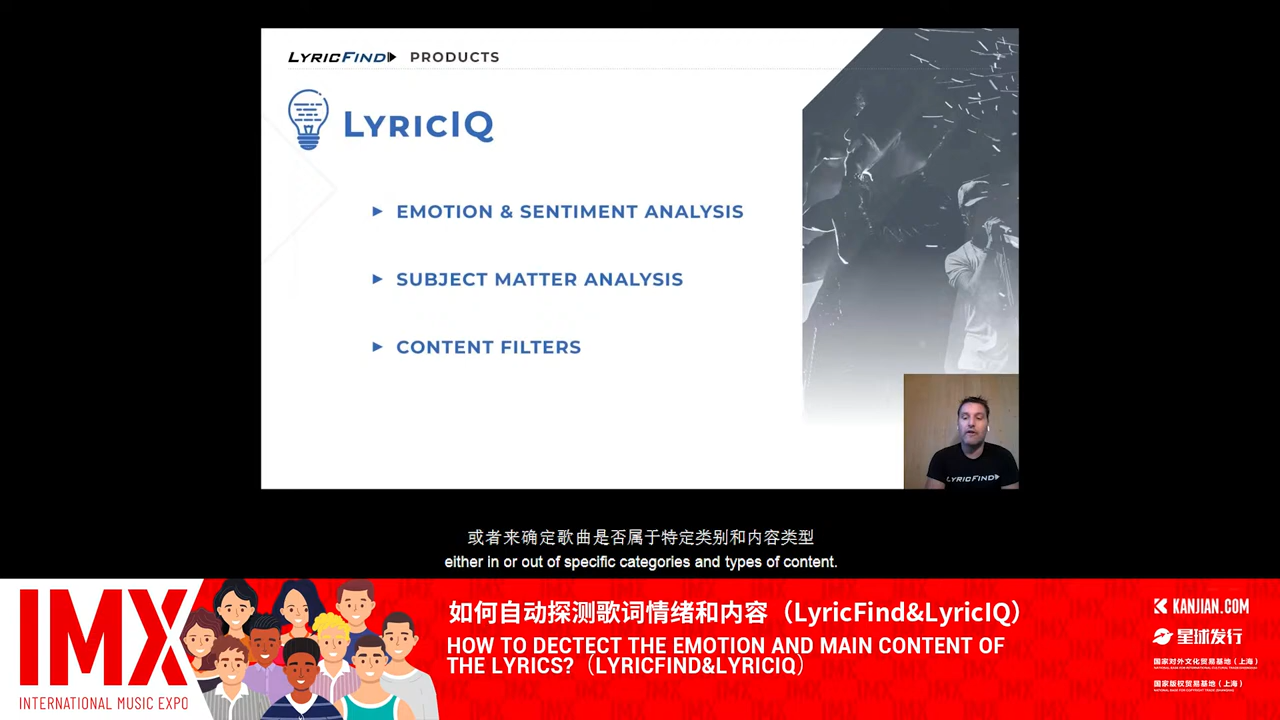 LYRICFIND PRODUCTS
LYRICIQ
EMOTION & SENTIMENT ANALYSIS
SUBJECT MATTER ANALYSIS
CONTENT FILTERS
LYRICFIND
或者来确定歌曲是否属于特定类别和内容类型
either in or out of specific categories and types of content.
IMX
INTERNATIONAL MUSIC EXPO
如何自动探测歌词情绪和内容（LyricFind&LyricIQ）
HOW TO DECTECT THE EMOTION AND MAIN CONTENT OF
THE LYRICS?（LYRICFIND&LYRICIQ）
KANJIAN.COM
星球发行
国家对外文化贸易基地（上海）
国家版权贸易基地（上海）